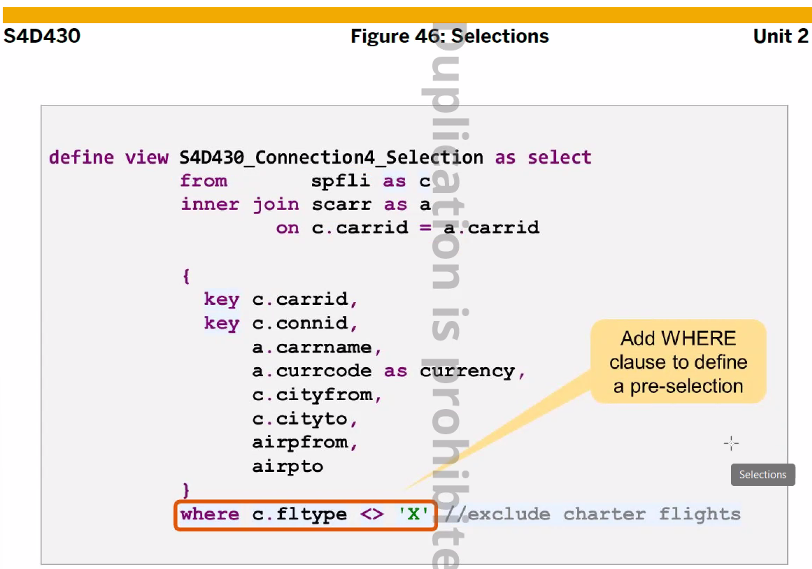 S4D430 Figure 46: Selections Unit 2
define view S4D430_Connection4_Selection as select
from spfli as c
inner join scarr as a
on c.carrid = a.carrid
{
key c.carrid,
key c.connid,
a.carrname,
a.currcode as currency,
c.cityfrom,
c.cityto,
airpfrom,
airpto
}
where c.fltype <> 'X' //exclude charter flights
Add WHERE
clause to define
a pre-selection
Selections
Duplication is prohibite